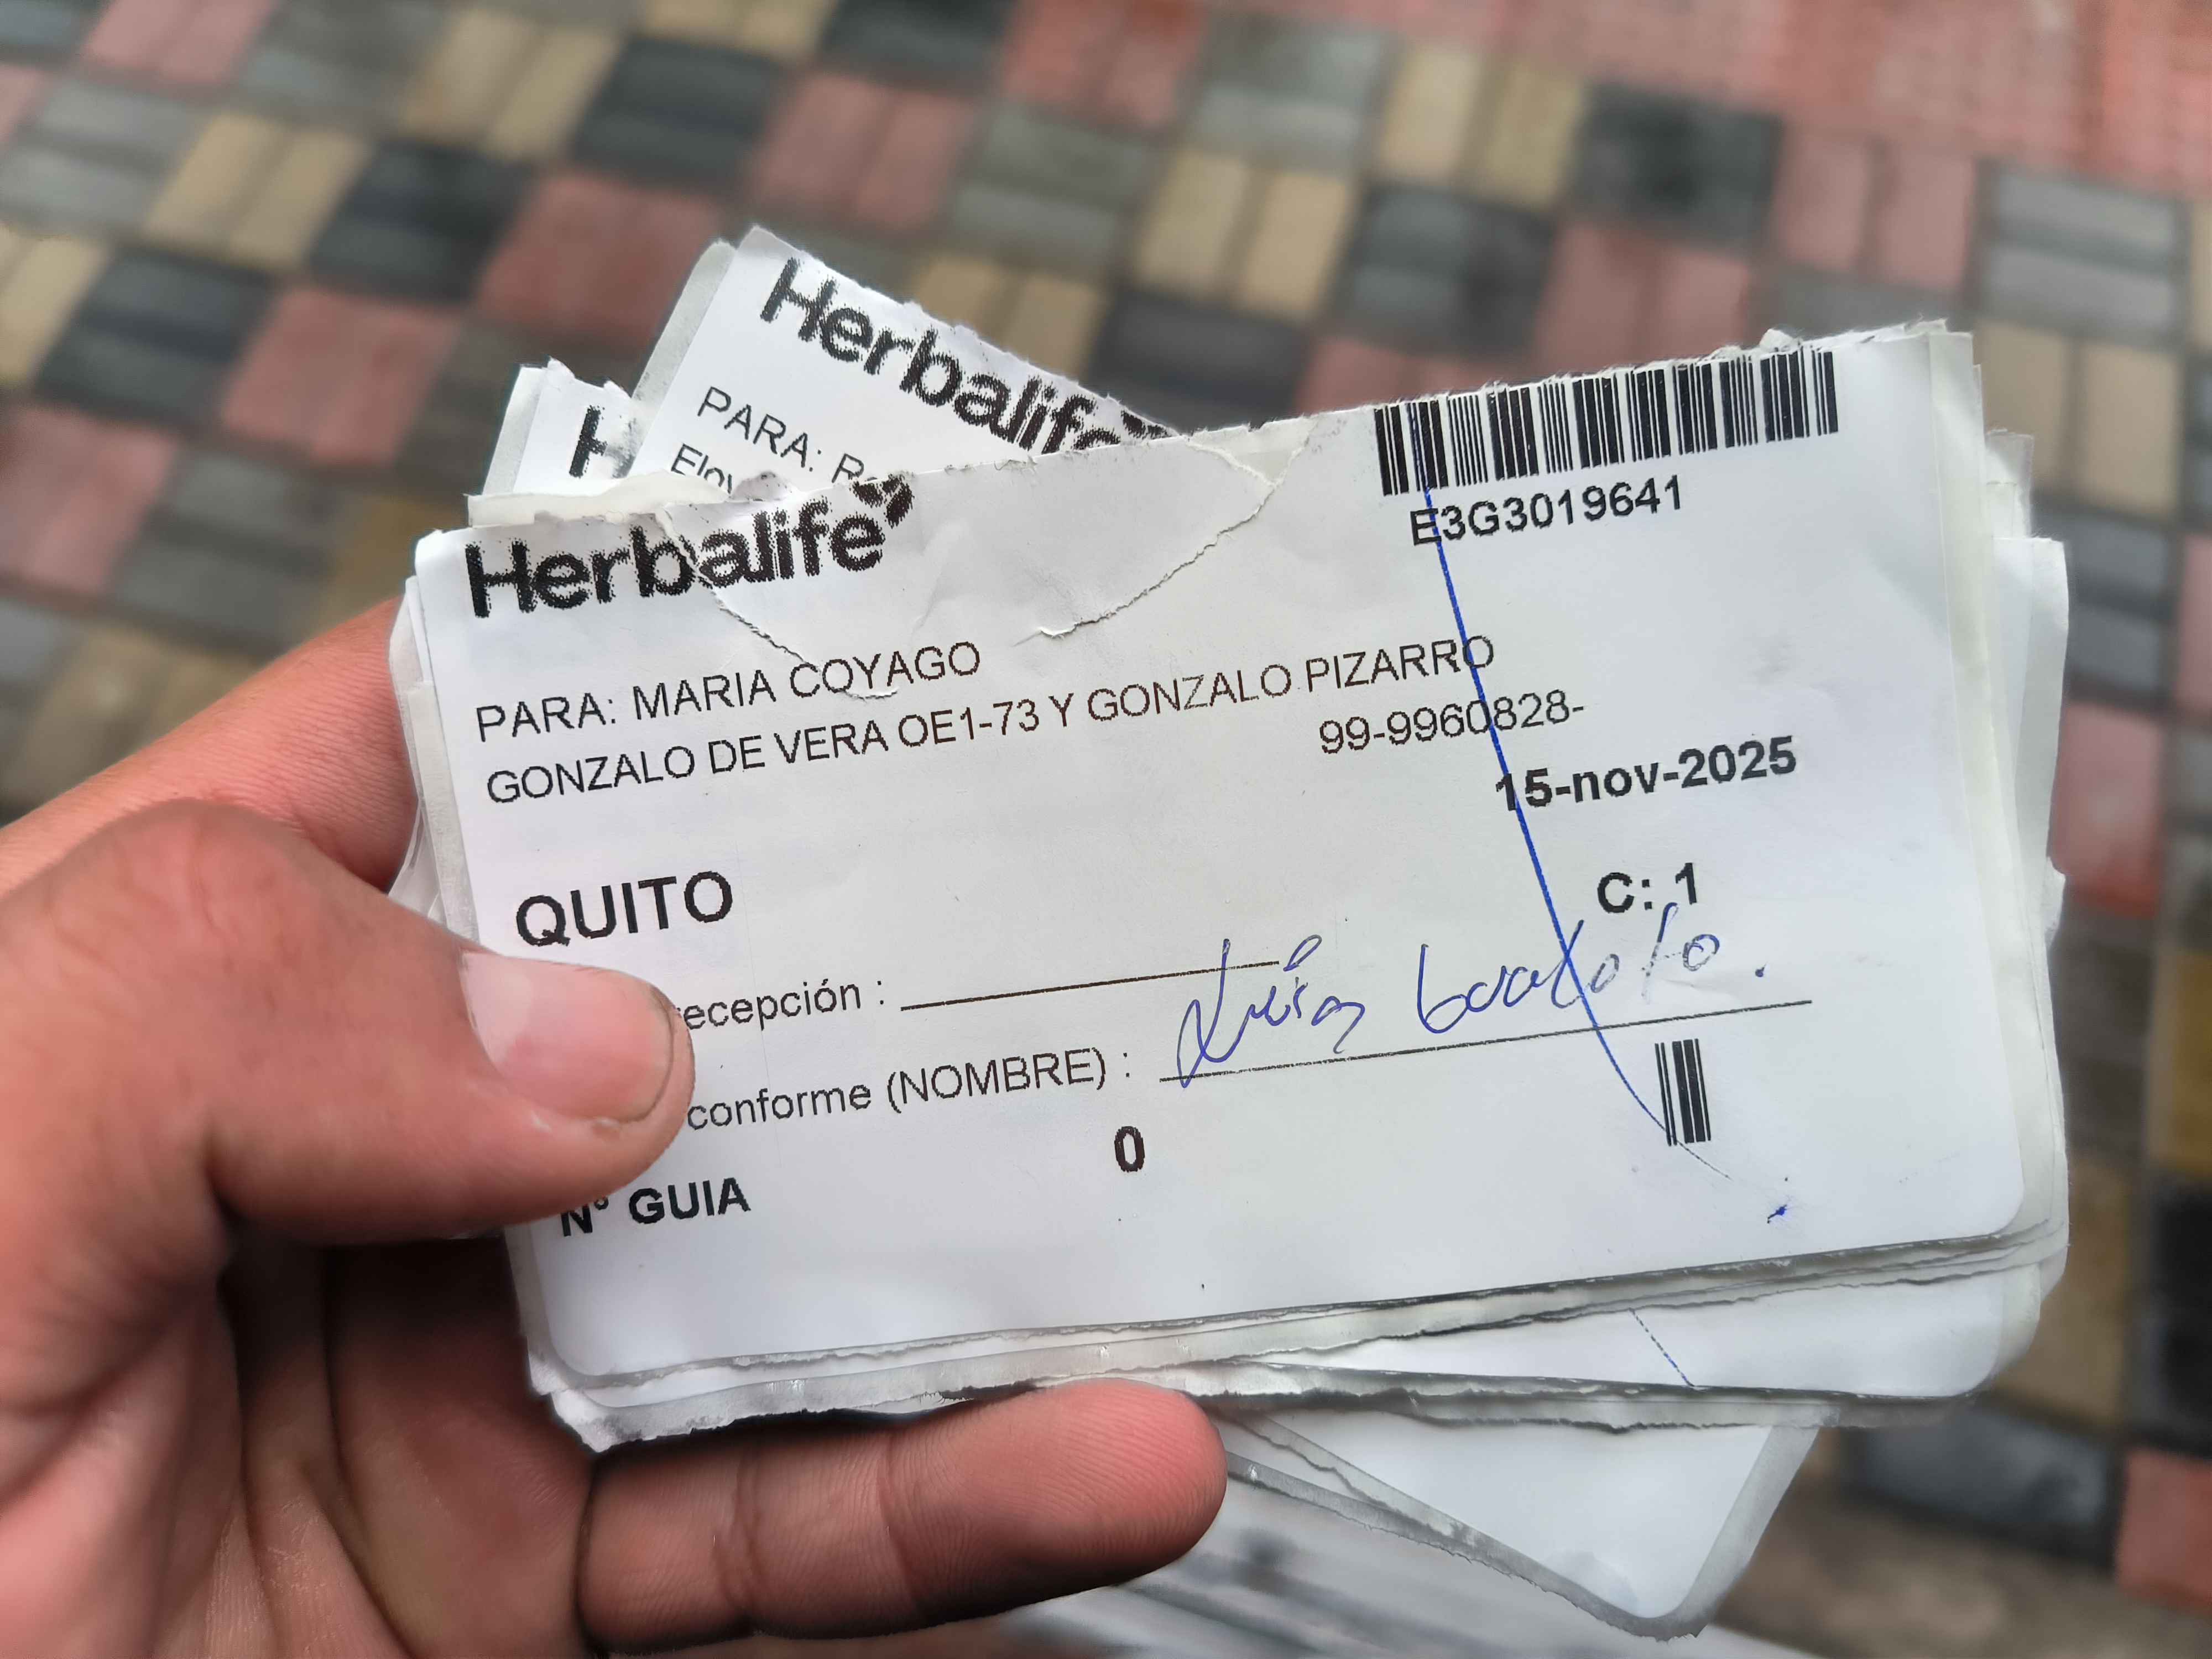 Herbalife
PARA:
H
Herbalife
E3G3019641
PARA: MARIA COYAGO
GONZALO DE VERA OE1-73 Y GONZALO PIZARRO
99-9960828-
15-nov-2025
QUITO
C: 1
ecepción :
conforme (NOMBRE) :
N° GUIA
0